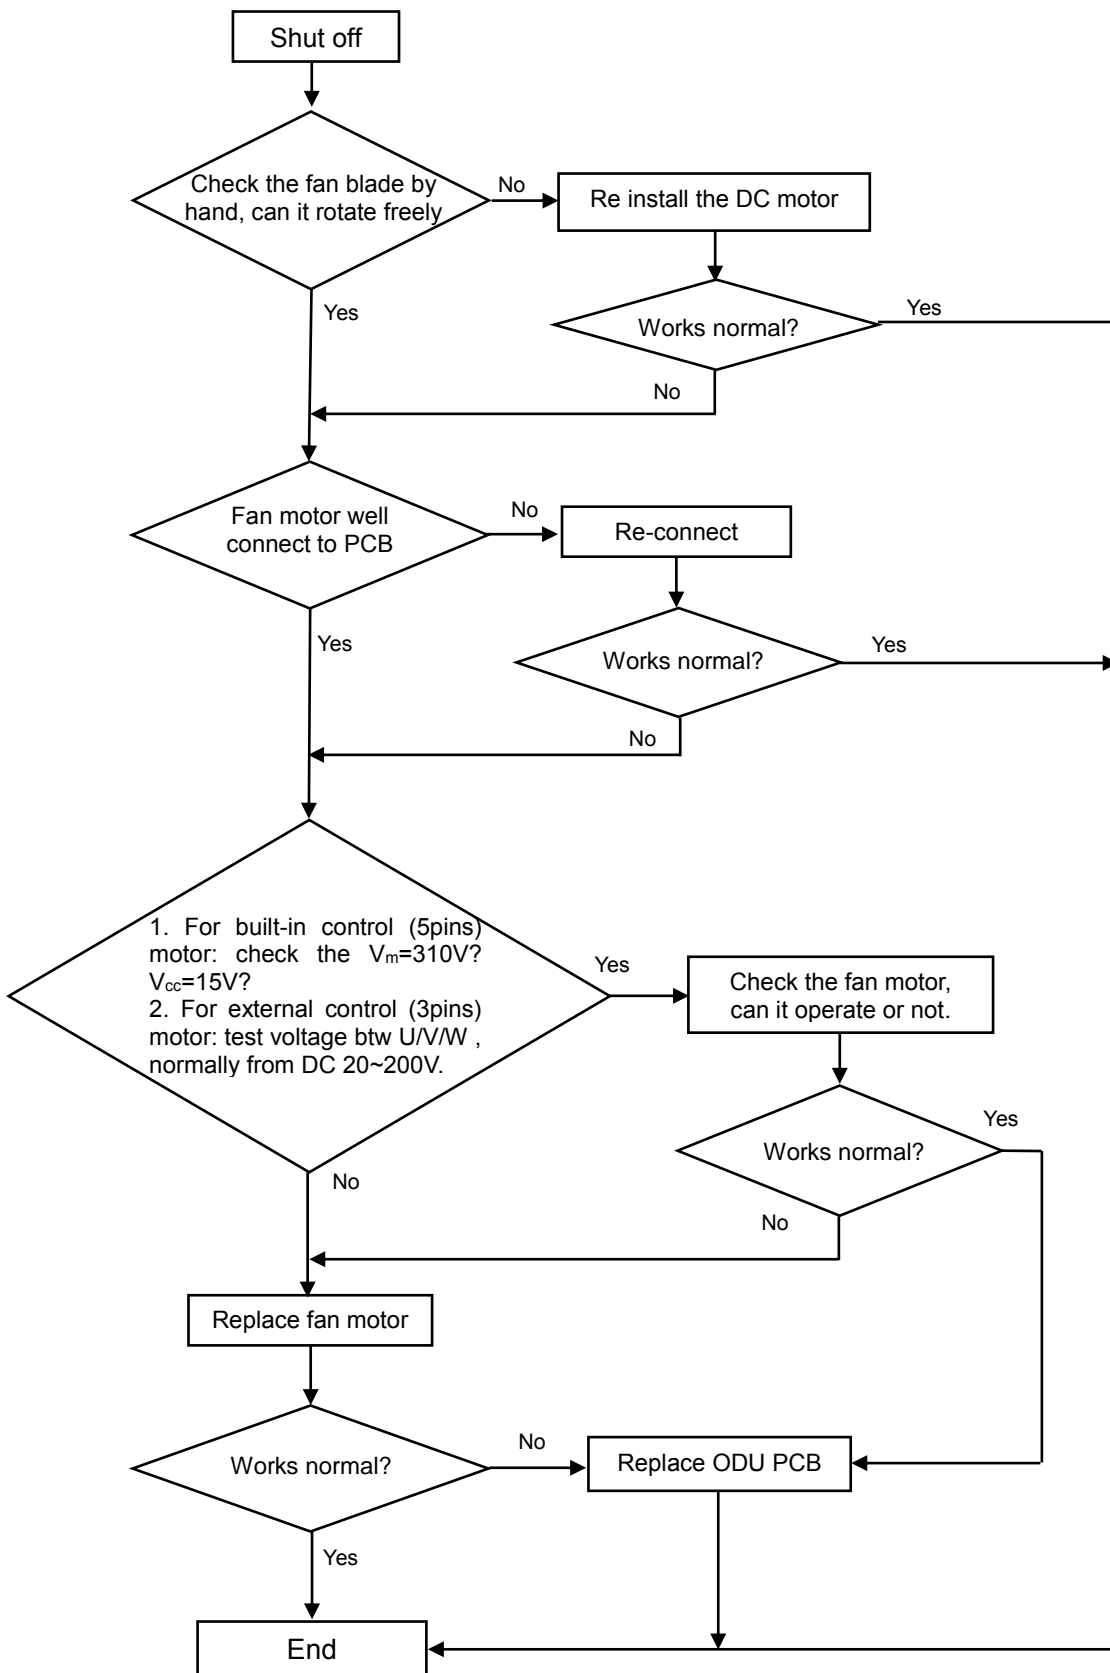 Shut off
Check the fan blade by
hand, can it rotate freely
No
Re install the DC motor
Yes
Works normal?
Yes
No
Fan motor well
connect to PCB
No
Re-connect
Yes
Works normal?
Yes
No
1. For built-in control (5pins)
motor: check the Vm=310V?
Vcc=15V?
2. For external control (3pins)
motor: test voltage btw U/V/W ,
normally from DC 20~200V.
Yes
Check the fan motor,
can it operate or not.
No
Works normal?
Yes
No
Replace fan motor
Works normal?
No
Replace ODU PCB
Yes
End